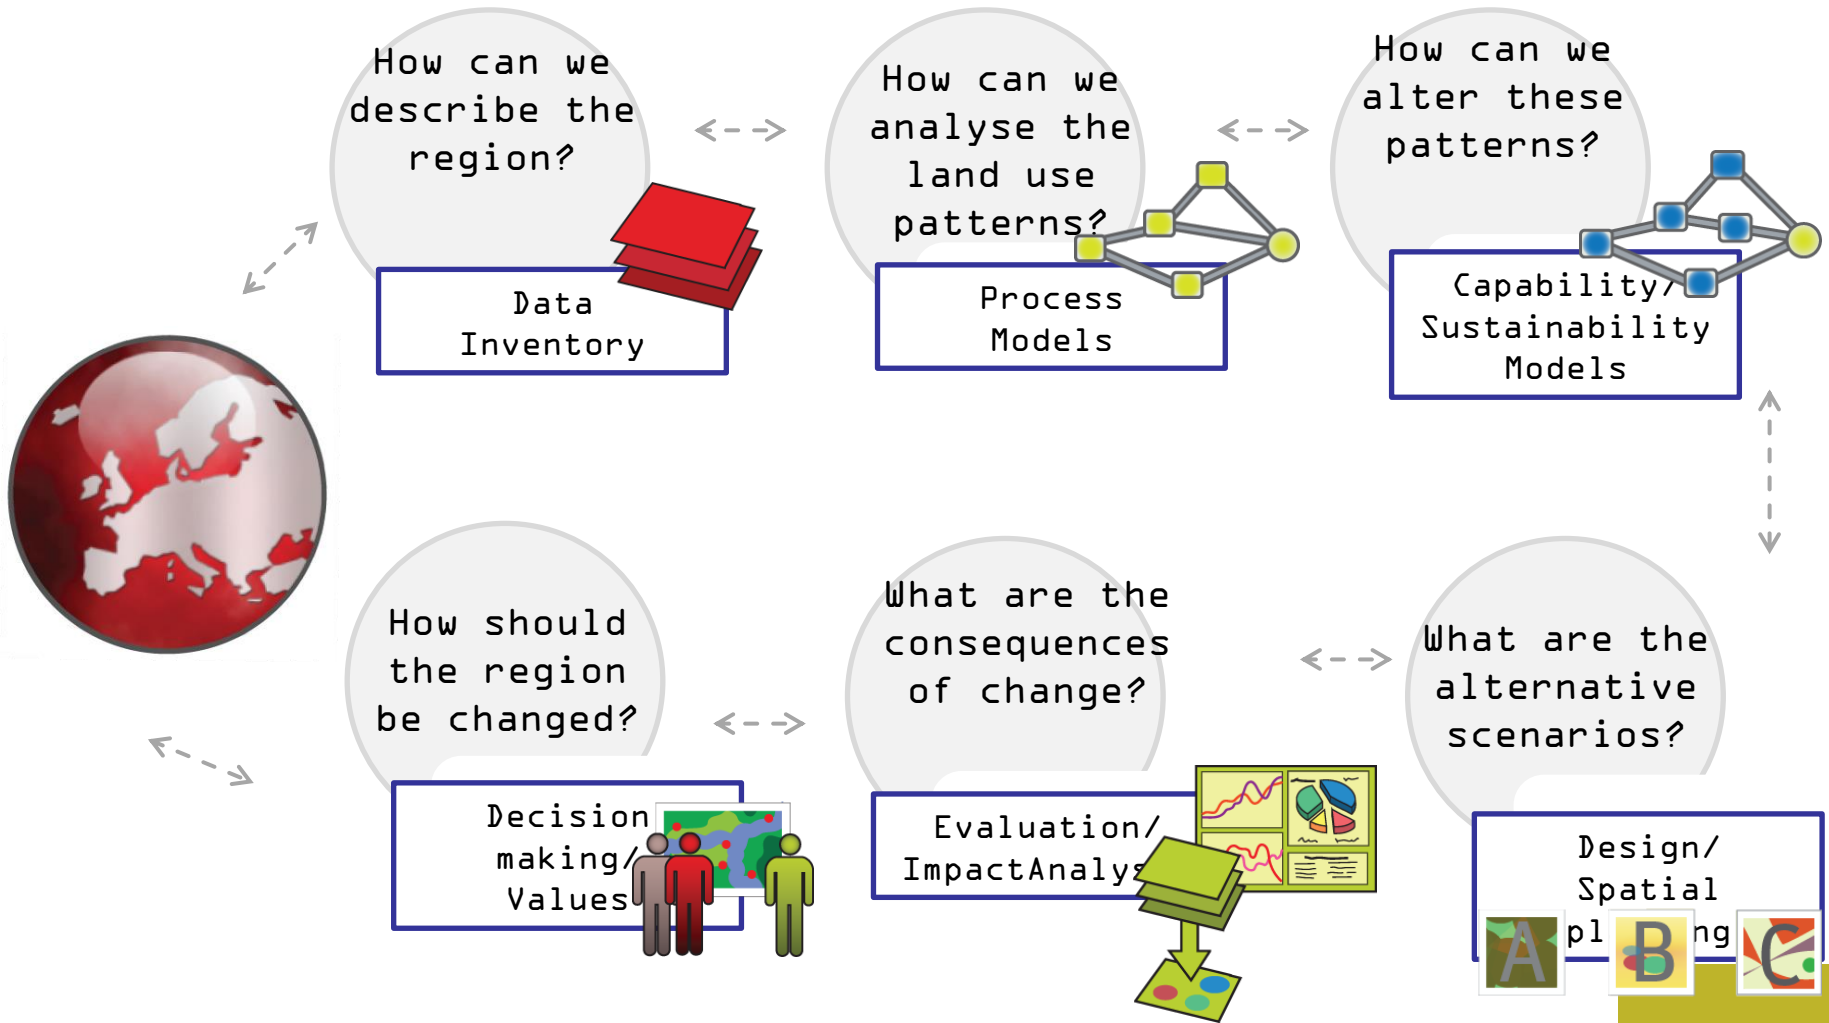 How can we
describe the
region?
Data
Inventory
How can we
analyse the
land use
patterns?
Process
Models
How can we
alter these
patterns?
Capability/
Sustainability
Models
How should
the region
be changed?
Decision
making/
Values
What are the
consequences
of change?
Evaluation/
ImpactAnalys
What are the
alternative
scenarios?
Design/
Spatial
A B C